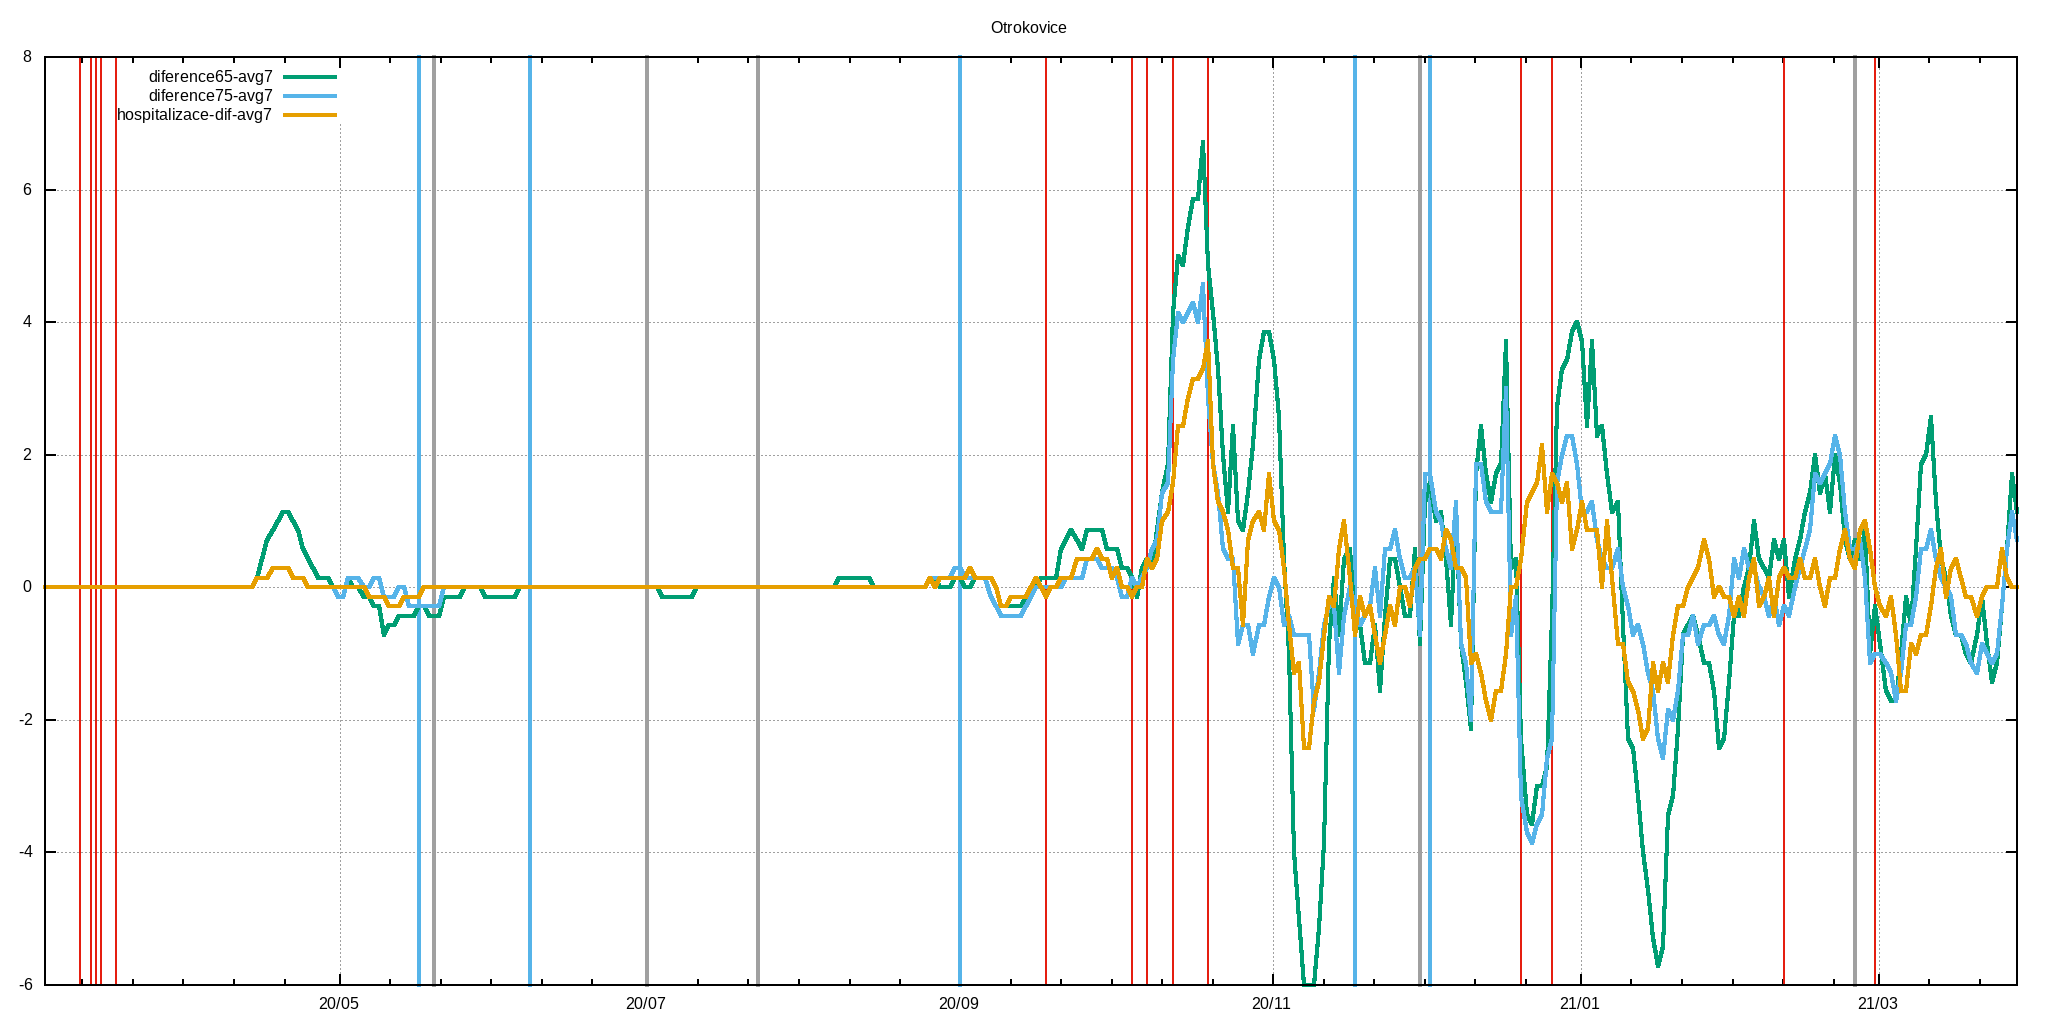 Otrokovice
8
diference65-avg7
diference75-avg7
hospitalizace-dif-avg7
6
4
2
0
-2
-4
-6
20/05 20/07 20/09 20/11 21/01 21/03